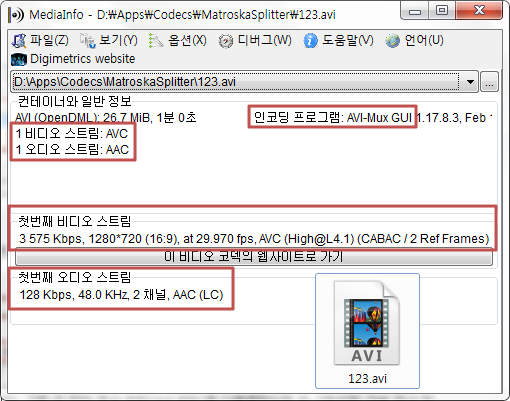 MediaInfo - D:₩Apps₩Codecs₩MatroskaSplitter₩123.avi
파일(Z) 보기(Y) 옵션(X) 디버그(W) 도움말(V) 언어(U)
Digimetrics website
D:₩Apps₩Codecs₩MatroskaSplitter₩123.avi
...
컨테이너와 일반 정보
AVI (OpenDML): 26.7 MiB, 1분 0초 인코딩 프로그램: AVI-Mux GUI 1.17.8.3, Feb
1 비디오 스트림: AVC
1 오디오 스트림: AAC
첫번째 비디오 스트림
3 575 Kbps, 1280*720 (16:9), at 29.970 fps, AVC (High@L4.1) (CABAC / 2 Ref Frames)
이 비디오 코덱의 웹사이트로 가기
첫번째 오디오 스트림
128 Kbps, 48.0 KHz, 2 채널, AAC (LC)
AVI
123.avi